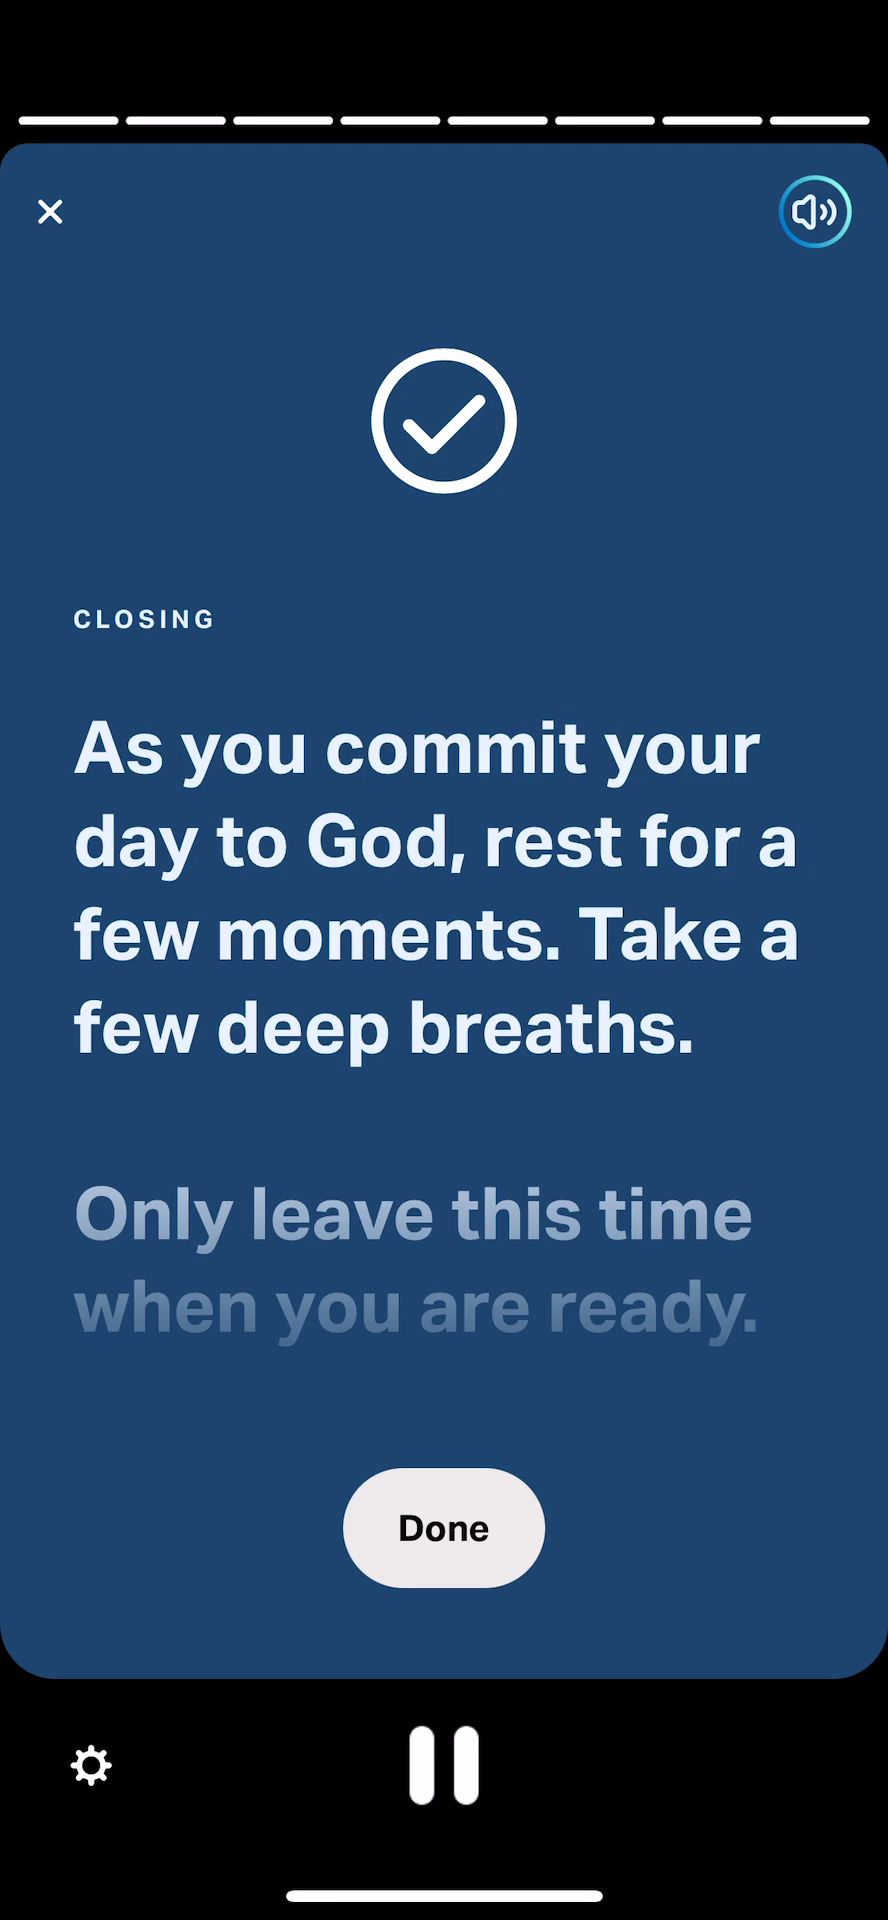 CLOSING
As you commit your
day to God, rest for a
few moments. Take a
few deep breaths.
Only leave this time
when you are ready.
Done